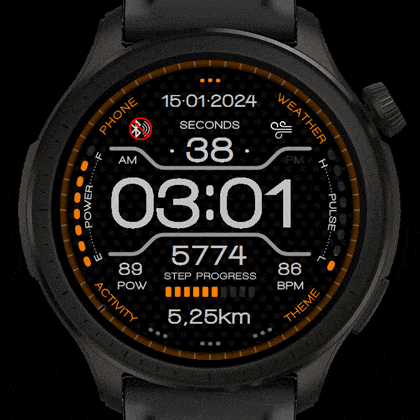 15·01·2024
PHONE
WEATHER
SECONDS
38
AM
PM
F
H
03:01
POWER
PULSE
E
L
5774
STEP PROGRESS
89
POW
86
BPM
ACTIVITY
THEME
5,25km